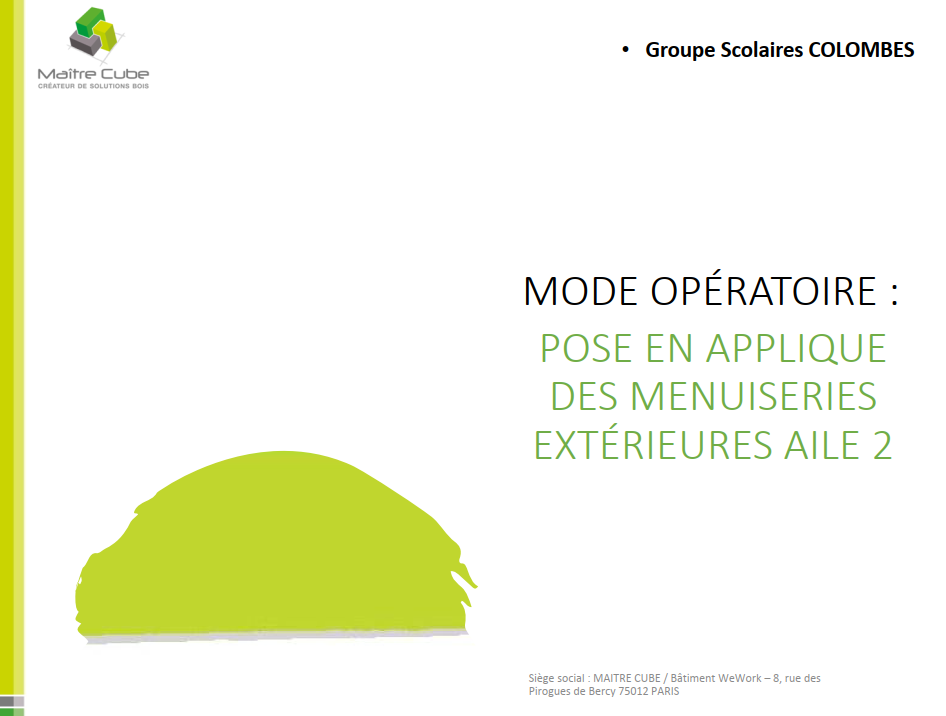 Maître Cube
CRÉATEUR DE SOLUTIONS BOIS
• Groupe Scolaires COLOMBES
MODE OPÉRATOIRE :
POSE EN APPLIQUE
DES MENUISERIES
EXTÉRIEURES AILE 2
Siège social : MAITRE CUBE / Bâtiment WeWork – 8, rue des
Pirogues de Bercy 75012 PARIS